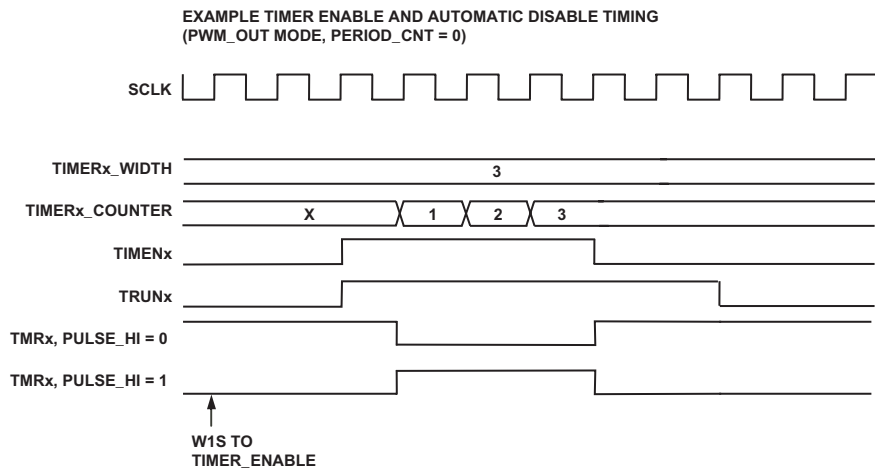 EXAMPLE TIMER ENABLE AND AUTOMATIC DISABLE TIMING
(PWM_OUT MODE, PERIOD_CNT = 0)
SCLK
TIMERx_WIDTH
3
TIMERx_COUNTER
X
1
2
3
TIMENx
TRUNx
TMRx, PULSE_HI = 0
TMRx, PULSE_HI = 1
W1S TO
TIMER_ENABLE